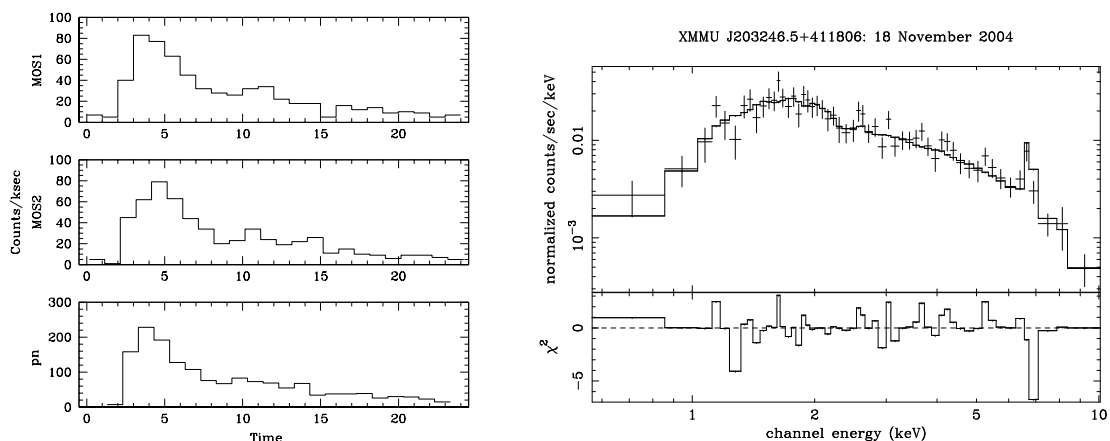 100
80
60
40
20
0
0 5 10 15 20
MOS1
100
80
60
40
20
0
0 5 10 15 20
Counts/ksec
MOS2
300
200
100
0
0 5 10 15 20
pn
Time
XMMU J203246.5+411806: 18 November 2004
normalized counts/sec/keV
0.01
10⁻³
χ²
0
−5
1 2 5 10
channel energy (keV)